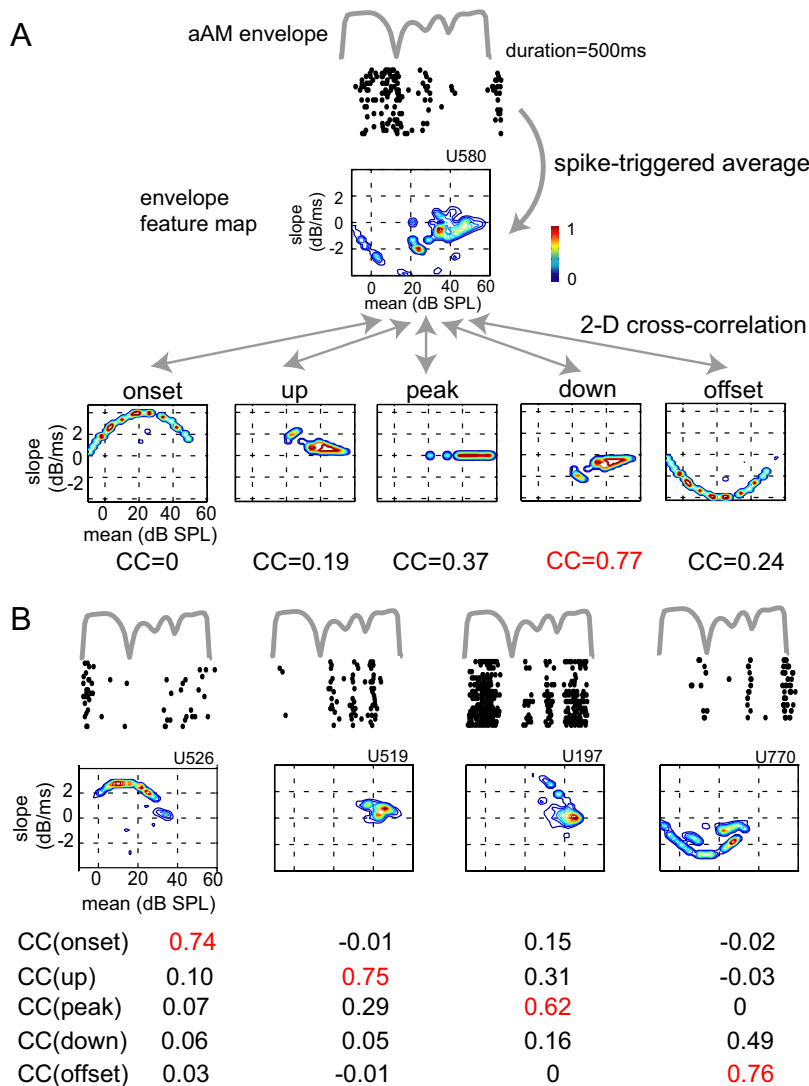 A
aAM envelope
duration=500ms
U580
spike-triggered average
envelope
feature map
slope
(dB/ms)
2
0
-2
0 20 40 60
mean (dB SPL)
1
0
2-D cross-correlation
onset up peak down offset
slope
(dB/ms)
2
0
-2
0 20 40 60
mean (dB SPL)
CC=0 CC=0.19 CC=0.37 CC=0.77 CC=0.24
B
U526 U519 U197 U770
slope
(dB/ms)
2
0
-2
0 20 40 60
mean (dB SPL)
CC(onset) 0.74 -0.01 0.15 -0.02
CC(up) 0.10 0.75 0.31 -0.03
CC(peak) 0.07 0.29 0.62 0
CC(down) 0.06 0.05 0.16 0.49
CC(offset) 0.03 -0.01 0 0.76